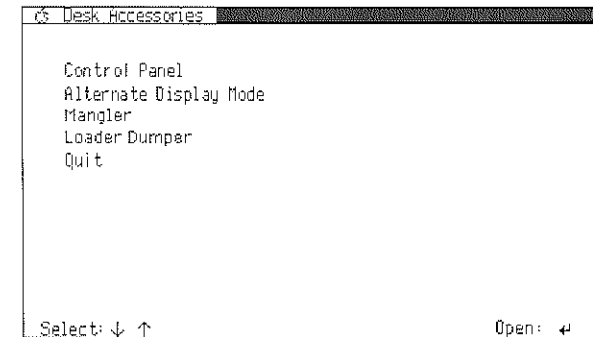 Desk Accessories
Control Panel
Alternate Display Mode
Mangler
Loader Dumper
Quit
Select: ↓ ↑ Open: ↵